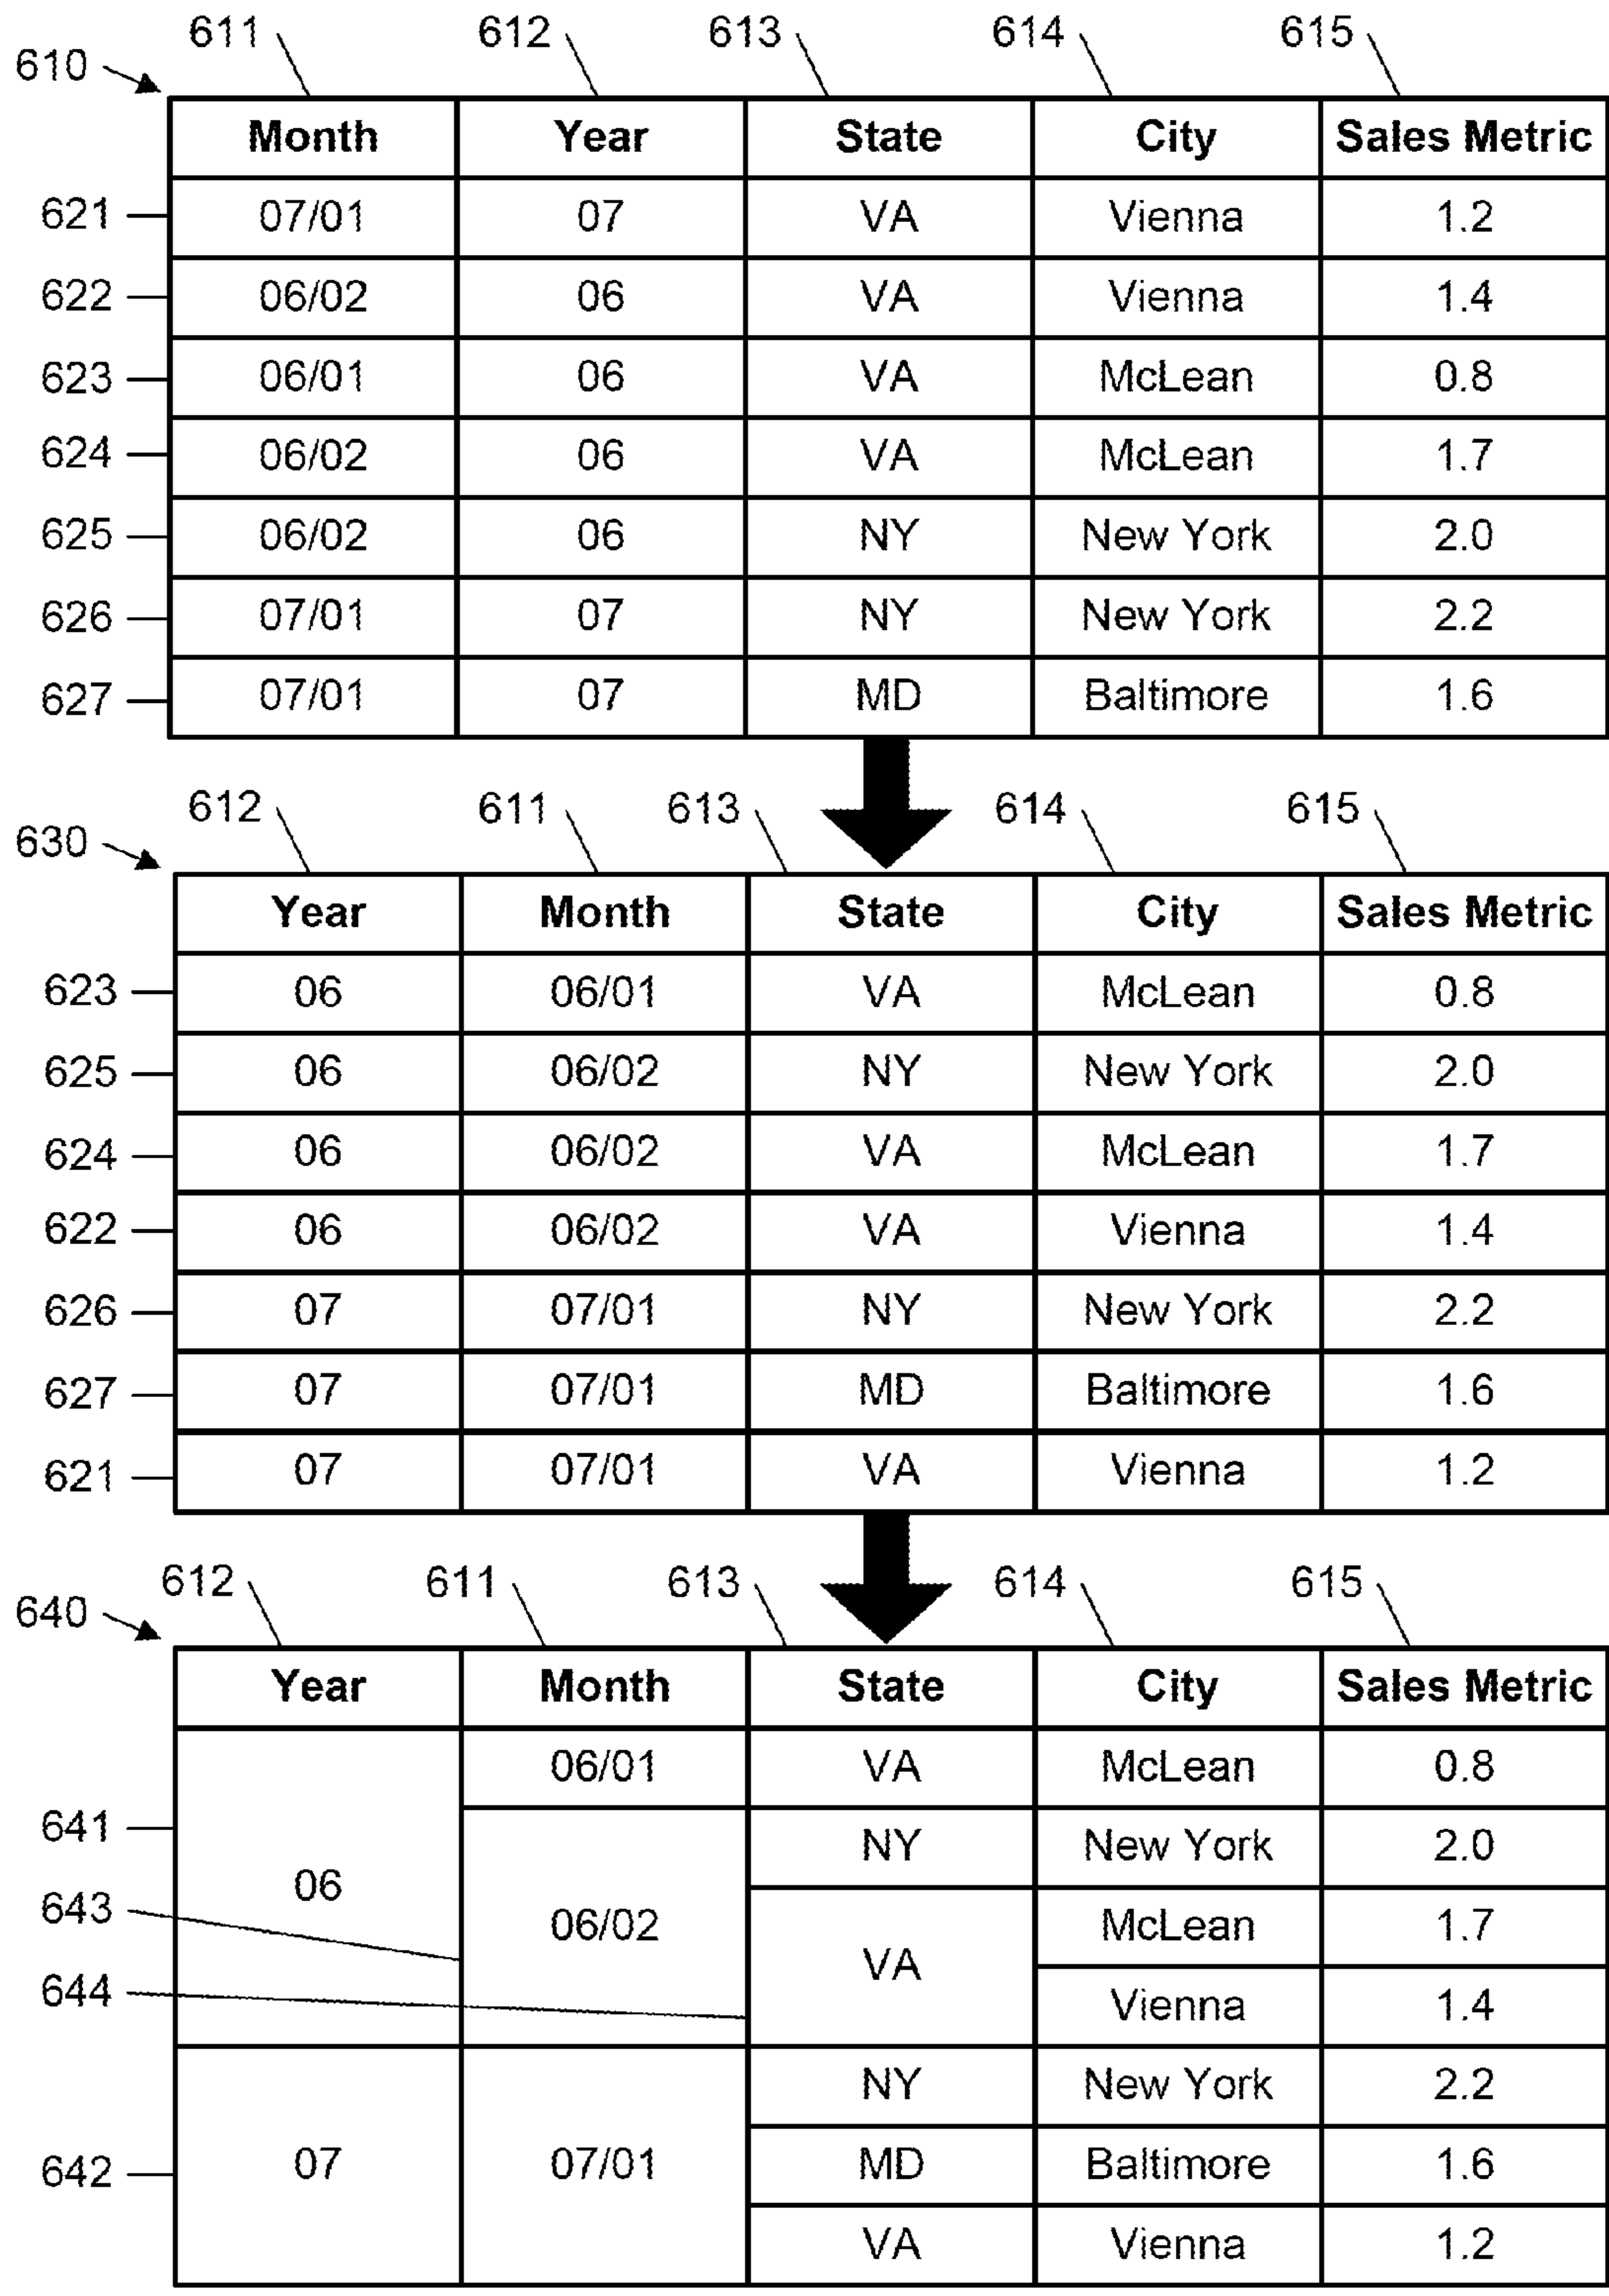 611 612 613 614 615
610
Month Year State City Sales Metric
621 07/01 07 VA Vienna 1.2
622 06/02 06 VA Vienna 1.4
623 06/01 06 VA McLean 0.8
624 06/02 06 VA McLean 1.7
625 06/02 06 NY New York 2.0
626 07/01 07 NY New York 2.2
627 07/01 07 MD Baltimore 1.6
612 611 613 614 615
630
Year Month State City Sales Metric
623 06 06/01 VA McLean 0.8
625 06 06/02 NY New York 2.0
624 06 06/02 VA McLean 1.7
622 06 06/02 VA Vienna 1.4
626 07 07/01 NY New York 2.2
627 07 07/01 MD Baltimore 1.6
621 07 07/01 VA Vienna 1.2
612 611 613 614 615
640
Year Month State City Sales Metric
06/01 VA McLean 0.8
641 NY New York 2.0
06
643 06/02 McLean 1.7
VA
644 Vienna 1.4
NY New York 2.2
642 07 07/01 MD Baltimore 1.6
VA Vienna 1.2